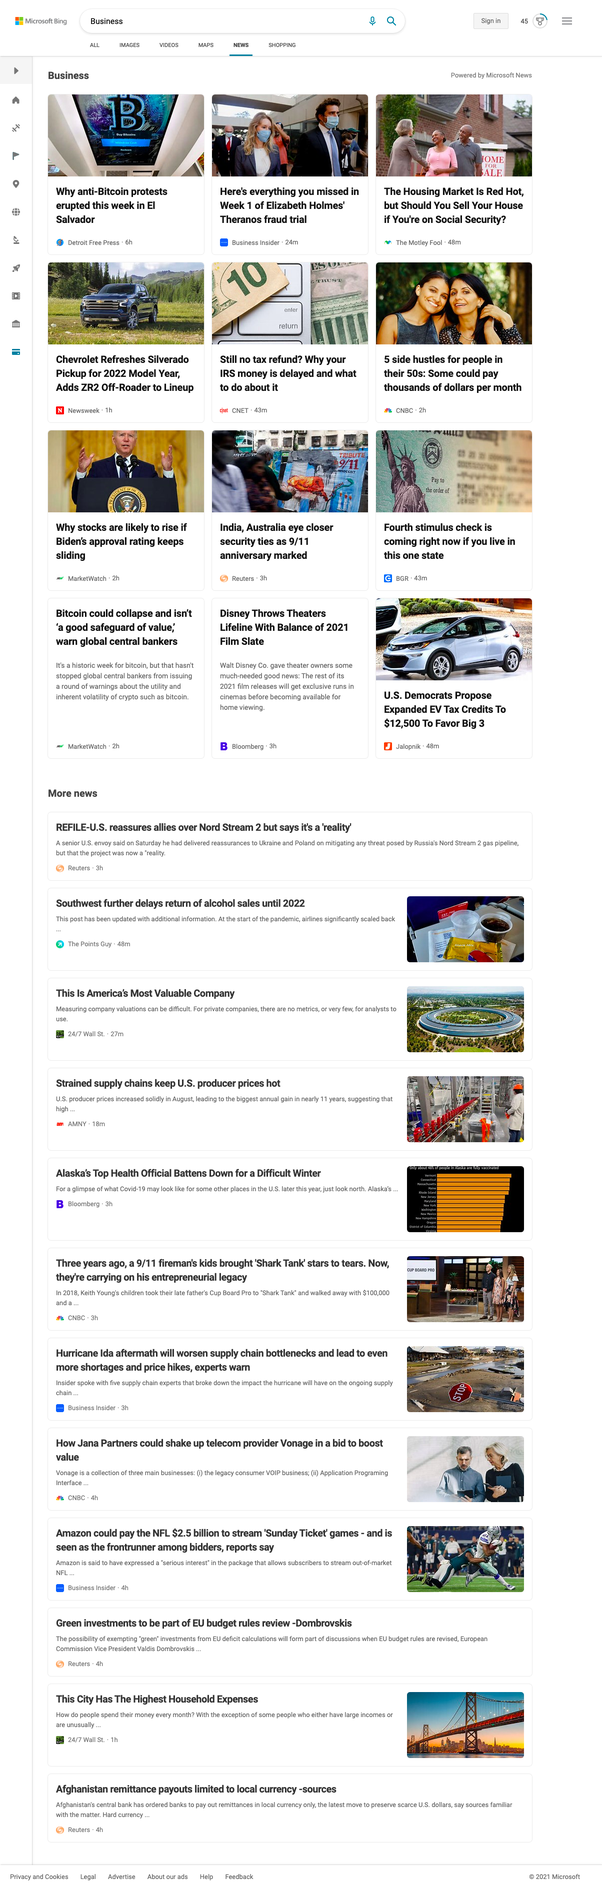 Microsoft Bing
Business
Sign in
45
ALL
IMAGES
VIDEOS
MAPS
NEWS
SHOPPING
Business
Powered by Microsoft News
Why anti-Bitcoin protests
erupted this week in El
Salvador
Detroit Free Press · 6h
Here's everything you missed in
Week 1 of Elizabeth Holmes'
Theranos fraud trial
Business Insider · 24m
HOME
FOR
SALE
The Housing Market Is Red Hot,
but Should You Sell Your House
if You're on Social Security?
The Motley Fool · 48m
Chevrolet Refreshes Silverado
Pickup for 2022 Model Year,
Adds ZR2 Off-Roader to Lineup
Newsweek · 1h
10
enter
return
Still no tax refund? Why your
IRS money is delayed and what
to do about it
CNET · 43m
5 side hustles for people in
their 50s: Some could pay
thousands of dollars per month
CNBC · 2h
Why stocks are likely to rise if
Biden's approval rating keeps
sliding
MarketWatch · 2h
TRIBUTE
9/11
India, Australia eye closer
security ties as 9/11
anniversary marked
Reuters · 3h
Pay to
the order of
Fourth stimulus check is
coming right now if you live in
this one state
BGR · 43m
Bitcoin could collapse and isn't
'a good safeguard of value,'
warn global central bankers
It's a historic week for bitcoin, but that hasn't
stopped global central bankers from issuing
a round of warnings about the utility and
inherent volatility of crypto such as bitcoin.
MarketWatch · 2h
Disney Throws Theaters
Lifeline With Balance of 2021
Film Slate
Walt Disney Co. gave theater owners some
much-needed good news: The rest of its
2021 film releases will get exclusive runs in
cinemas before becoming available for
home viewing.
Bloomberg · 3h
U.S. Democrats Propose
Expanded EV Tax Credits To
$12,500 To Favor Big 3
Jalopnik · 48m
More news
REFILE-U.S. reassures allies over Nord Stream 2 but says it's a 'reality'
A senior U.S. envoy said on Saturday he had delivered reassurances to Ukraine and Poland on mitigating any threat posed by Russia's Nord Stream 2 gas pipeline,
but that the project was now a "reality.
Reuters · 3h
Southwest further delays return of alcohol sales until 2022
This post has been updated with additional information. At the start of the pandemic, airlines significantly scaled back
...
The Points Guy · 48m
This Is America's Most Valuable Company
Measuring company valuations can be difficult. For private companies, there are no metrics, or very few, for analysts to
use.
24/7 Wall St. · 27m
Strained supply chains keep U.S. producer prices hot
U.S. producer prices increased solidly in August, leading to the biggest annual gain in nearly 11 years, suggesting that
high ...
AMNY · 18m
Alaska's Top Health Official Battens Down for a Difficult Winter
For a glimpse of what Covid-19 may look like for some other places in the U.S. later this year, just look north. Alaska's ...
Bloomberg · 3h
Three years ago, a 9/11 fireman's kids brought 'Shark Tank' stars to tears. Now,
they're carrying on his entrepreneurial legacy
In 2018, Keith Young's children took their late father's Cup Board Pro to "Shark Tank" and walked away with $100,000
and a ...
CNBC · 3h
CUP BOARD PRO
Hurricane Ida aftermath will worsen supply chain bottlenecks and lead to even
more shortages and price hikes, experts warn
Insider spoke with five supply chain experts that broke down the impact the hurricane will have on the ongoing supply
chain ...
Business Insider · 3h
STOP
How Jana Partners could shake up telecom provider Vonage in a bid to boost
value
Vonage is a collection of three main businesses: (i) the legacy consumer VOIP business; (ii) Application Programing
Interface ...
CNBC · 4h
Amazon could pay the NFL $2.5 billion to stream 'Sunday Ticket' games - and is
seen as the frontrunner among bidders, reports say
Amazon is said to have expressed a "serious interest" in the package that allows subscribers to stream out-of-market
NFL ...
Business Insider · 4h
Green investments to be part of EU budget rules review -Dombrovskis
The possibility of exempting "green" investments from EU deficit calculations will form part of discussions when EU budget rules are revised, European
Commission Vice President Valdis Dombrovskis ...
Reuters · 4h
This City Has The Highest Household Expenses
How do people spend their money every month? With the exception of some people who either have large incomes or
are unusually ...
24/7 Wall St. · 1h
Afghanistan remittance payouts limited to local currency -sources
Afghanistan's central bank has ordered banks to pay out remittances in local currency only, the latest move to preserve scarce U.S. dollars, say sources familiar
with the matter. Hard currency ...
Reuters · 4h
Privacy and Cookies
Legal
Advertise
About our ads
Help
Feedback
© 2021 Microsoft